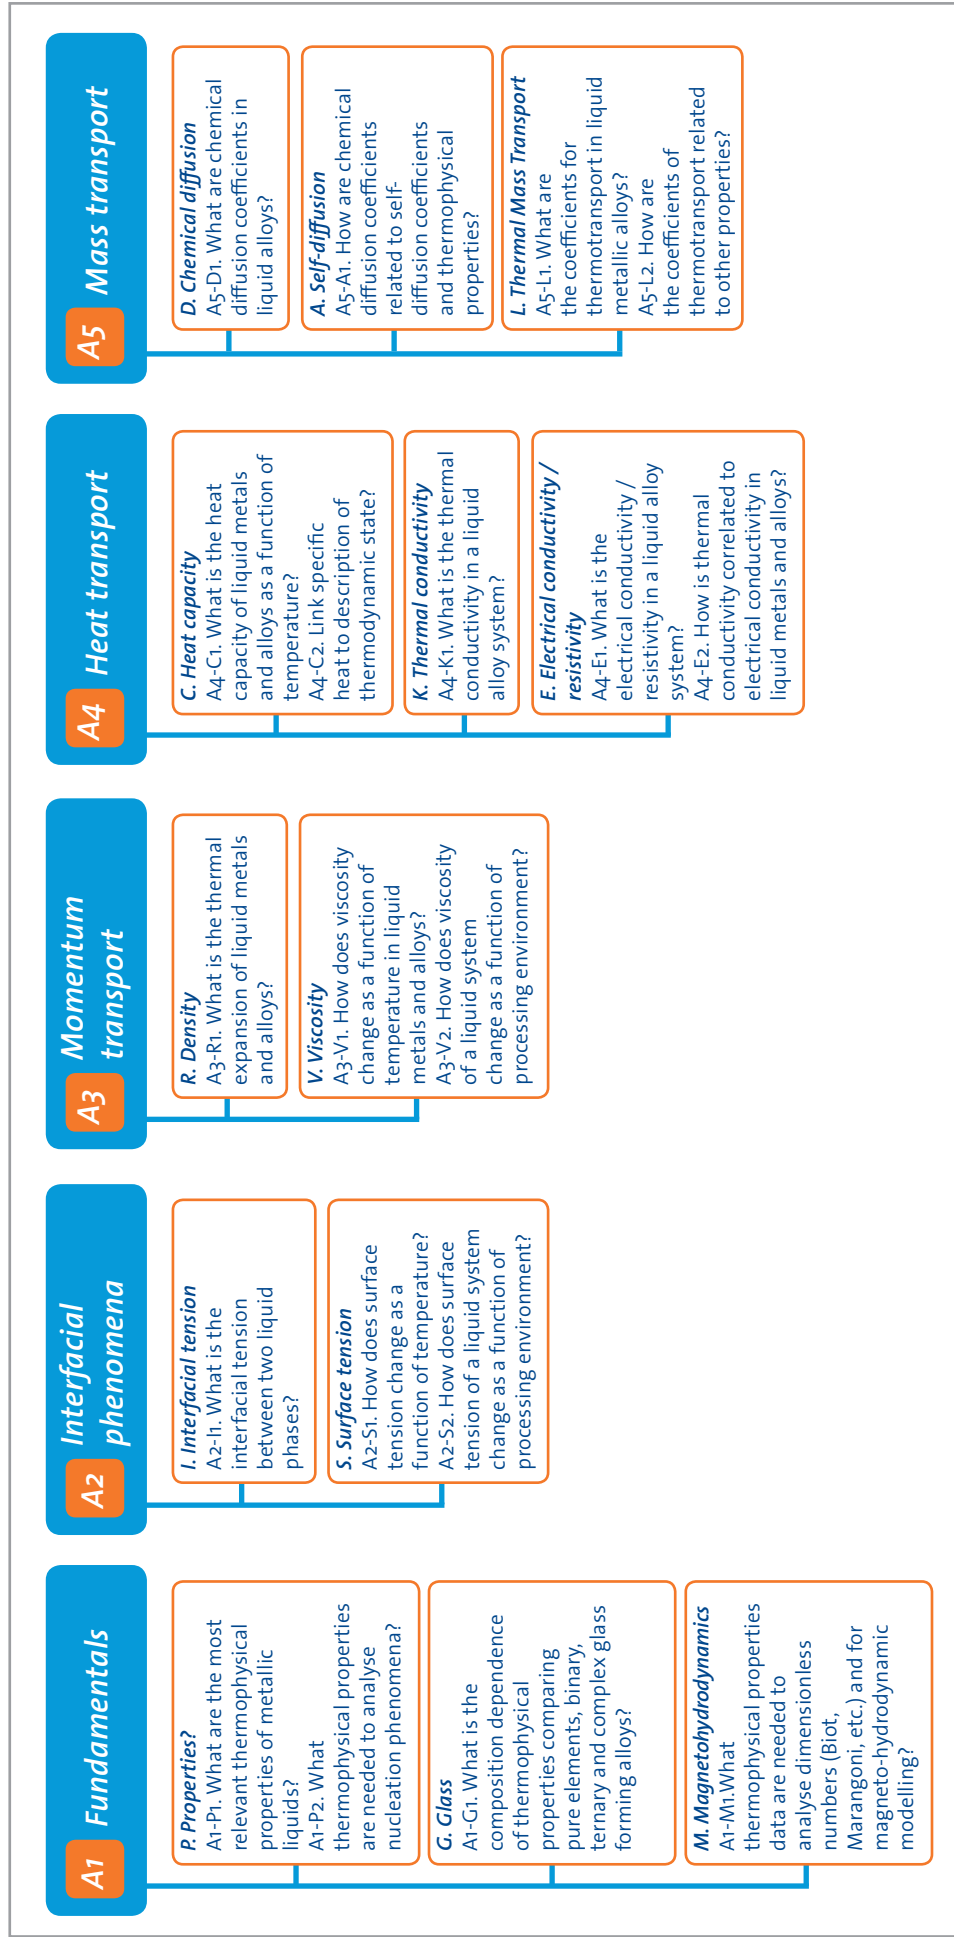 A1 Fundamentals
P. Properties?
A1-P1. What are the most
relevant thermophysical
properties of metallic
liquids?
A1-P2. What
thermophysical properties
are needed to analyse
nucleation phenomena?
G. Glass
A1-G1. What is the
composition dependence
of thermophysical
properties comparing
pure elements, binary,
ternary and complex glass
forming alloys?
M. Magnetohydrodynamics
A1-M1.What
thermophysical properties
data are needed to
analyse dimensionless
numbers (Biot,
Marangoni, etc.) and for
magneto-hydrodynamic
modelling?
A2 Interfacial
phenomena
I. Interfacial tension
A2-I1. What is the
interfacial tension
between two liquid
phases?
S. Surface tension
A2-S1. How does surface
tension change as a
function of temperature?
A2-S2. How does surface
tension of a liquid system
change as a function of
processing environment?
A3 Momentum
transport
R. Density
A3-R1. What is the thermal
expansion of liquid metals
and alloys?
V. Viscosity
A3-V1. How does viscosity
change as a function of
temperature in liquid
metals and alloys?
A3-V2. How does viscosity
of a liquid system
change as a function of
processing environment?
A4 Heat transport
C. Heat capacity
A4-C1. What is the heat
capacity of liquid metals
and alloys as a function of
temperature?
A4-C2. Link specific
heat to description of
thermodynamic state?
K. Thermal conductivity
A4-K1. What is the thermal
conductivity in a liquid
alloy system?
E. Electrical conductivity /
resistivity
A4-E1. What is the
electrical conductivity /
resistivity in a liquid alloy
system?
A4-E2. How is thermal
conductivity correlated to
electrical conductivity in
liquid metals and alloys?
A5 Mass transport
D. Chemical diffusion
A5-D1. What are chemical
diffusion coefficients in
liquid alloys?
A. Self-diffusion
A5-A1. How are chemical
diffusion coefficients
related to self-
diffusion coefficients
and thermophysical
properties?
L. Thermal Mass Transport
A5-L1. What are
the coefficients for
thermotransport in liquid
metallic alloys?
A5-L2. How are
the coefficients of
thermotransport related
to other properties?